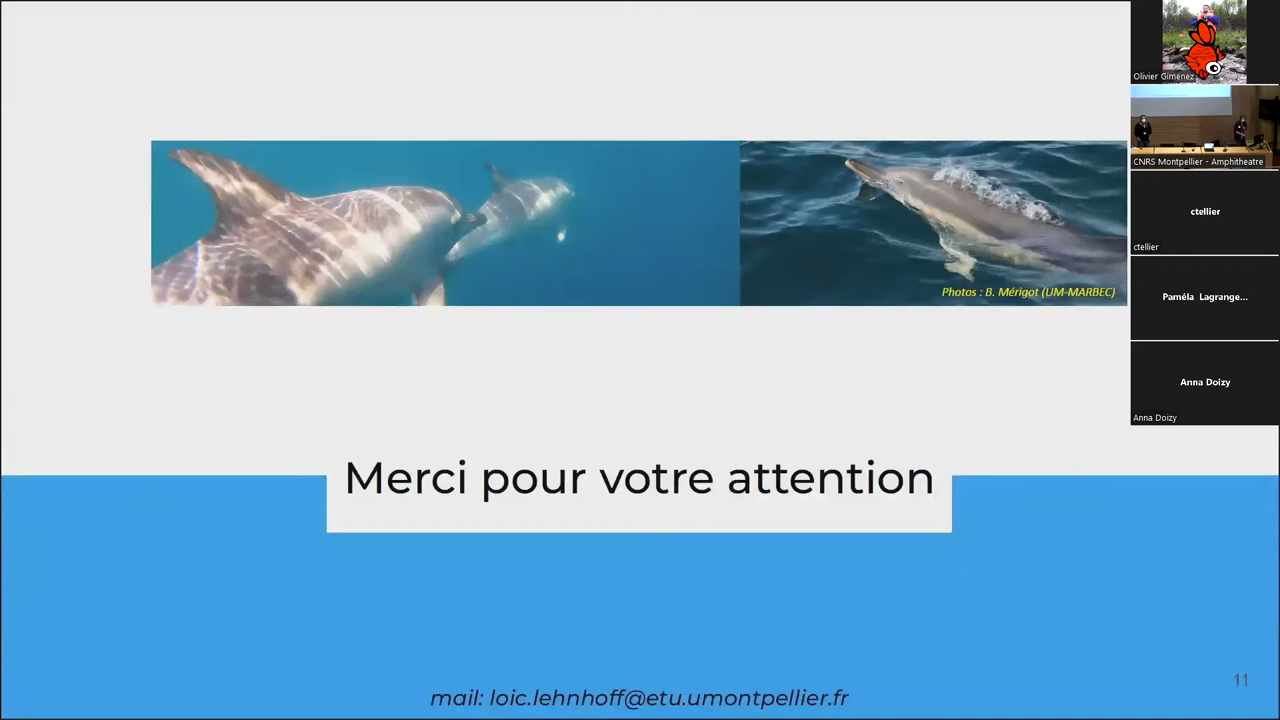 Olivier Gimenez
CNRS Montpellier - Amphitheatre
ctellier
ctellier
Paméla Lagrange...
Anna Doizy
Anna Doizy
Photos : B. Mérigot (UM-MARBEC)
Merci pour votre attention
mail: loic.lehnhoff@etu.umontpellier.fr
11